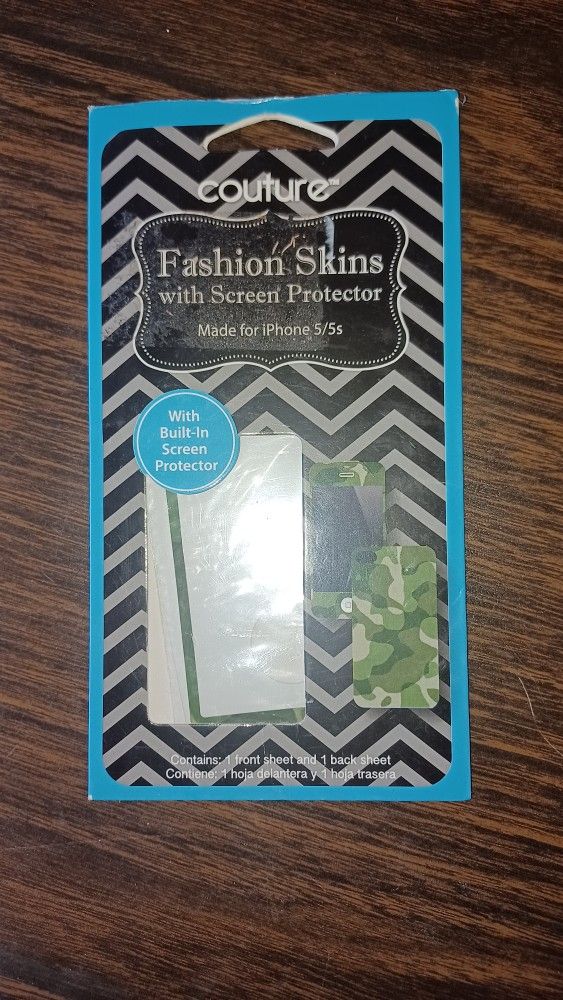 couture™
Fashion Skins
with Screen Protector
Made for iPhone 5/5s
With
Built-In
Screen
Protector
Contains: 1 front sheet and 1 back sheet
Contiene: 1 hoja delantera y 1 hoja trasera